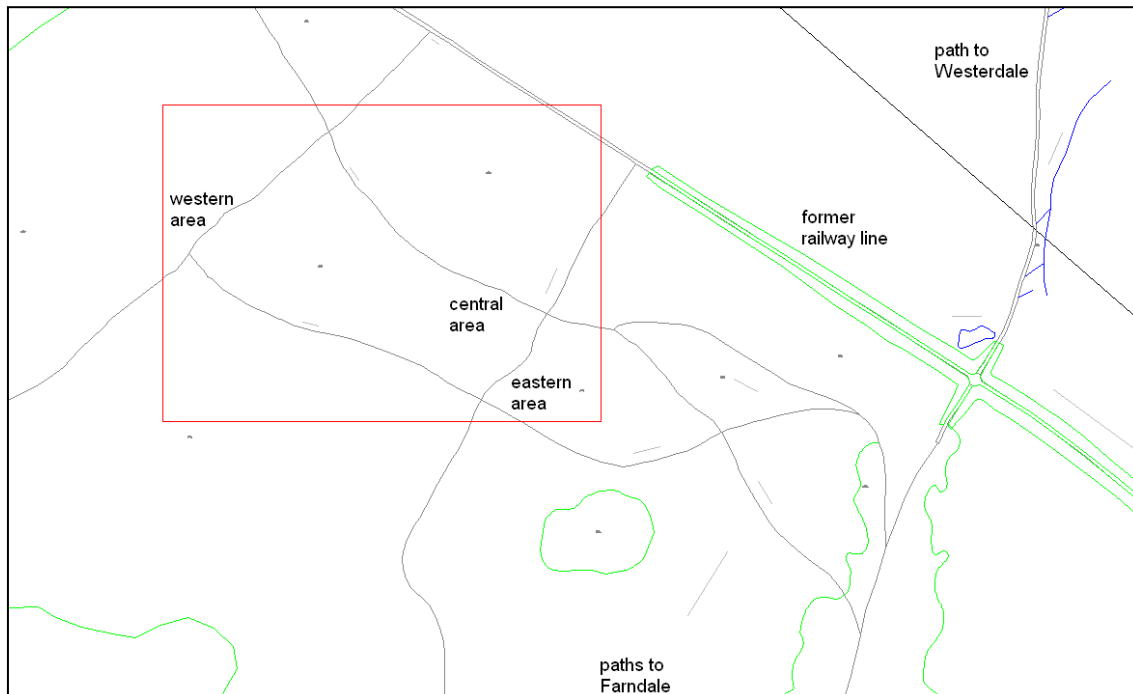 path to
Westerdale
western
area
former
railway line
central
area
eastern
area
paths to
Farndale